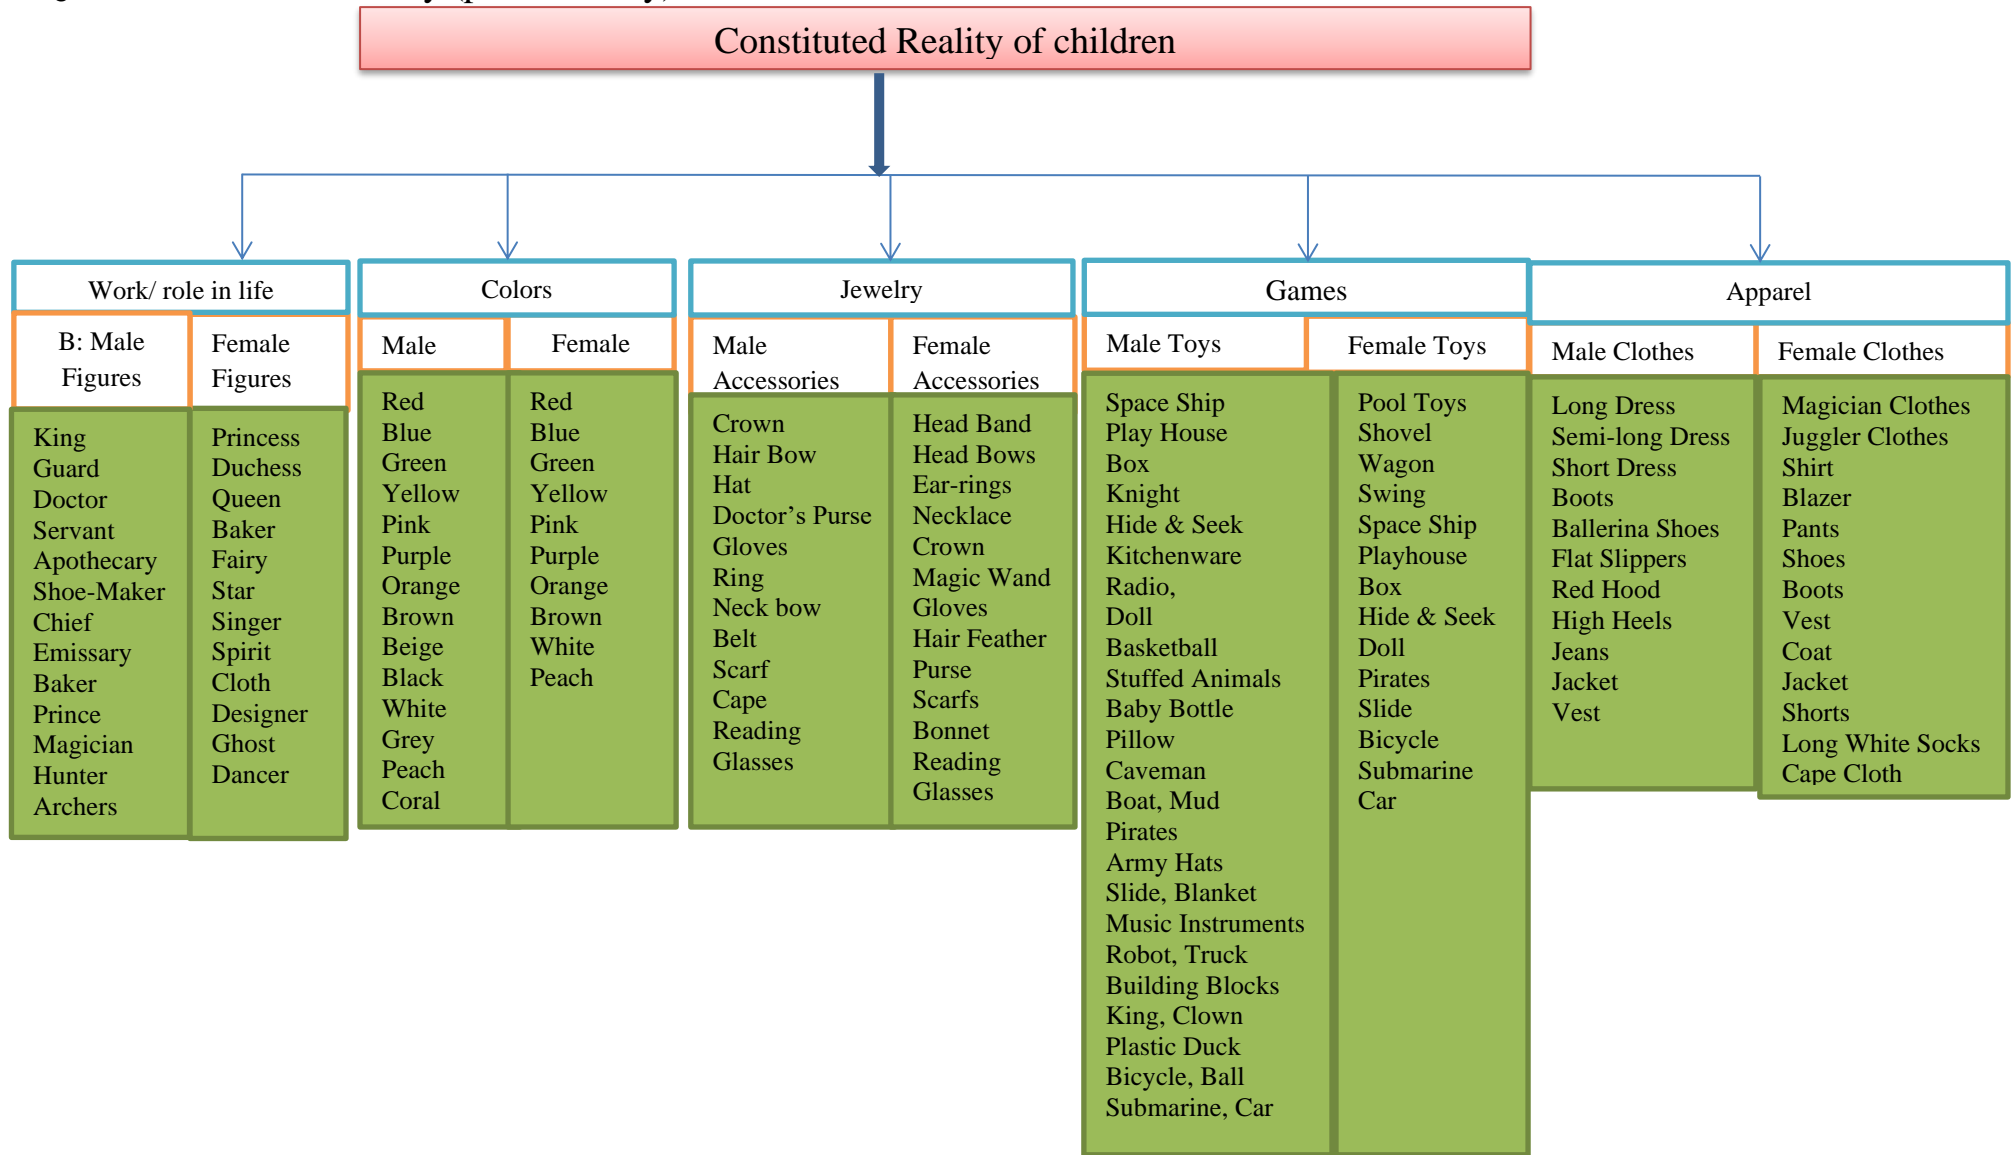 Constituted Reality of children
Work/ role in life
B: Male
Figures
Female
Figures
King
Guard
Doctor
Servant
Apothecary
Shoe-Maker
Chief
Emissary
Baker
Prince
Magician
Hunter
Archers
Princess
Duchess
Queen
Baker
Fairy
Star
Singer
Spirit
Cloth
Designer
Ghost
Dancer
Colors
Male
Female
Red
Blue
Green
Yellow
Pink
Purple
Orange
Brown
Beige
Black
White
Grey
Peach
Coral
Red
Blue
Green
Yellow
Pink
Purple
Orange
Brown
White
Peach
Jewelry
Male
Accessories
Female
Accessories
Crown
Hair Bow
Hat
Doctor’s Purse
Gloves
Ring
Neck bow
Belt
Scarf
Cape
Reading
Glasses
Head Band
Head Bows
Ear-rings
Necklace
Crown
Magic Wand
Gloves
Hair Feather
Purse
Scarfs
Bonnet
Reading
Glasses
Games
Male Toys
Female Toys
Space Ship
Play House
Box
Knight
Hide & Seek
Kitchenware
Radio,
Doll
Basketball
Stuffed Animals
Baby Bottle
Pillow
Caveman
Boat, Mud
Pirates
Army Hats
Slide, Blanket
Music Instruments
Robot, Truck
Building Blocks
King, Clown
Plastic Duck
Bicycle, Ball
Submarine, Car
Pool Toys
Shovel
Wagon
Swing
Space Ship
Playhouse
Box
Hide & Seek
Doll
Pirates
Slide
Bicycle
Submarine
Car
Apparel
Male Clothes
Female Clothes
Long Dress
Semi-long Dress
Short Dress
Boots
Ballerina Shoes
Flat Slippers
Red Hood
High Heels
Jeans
Jacket
Vest
Magician Clothes
Juggler Clothes
Shirt
Blazer
Pants
Shoes
Boots
Vest
Coat
Jacket
Shorts
Long White Socks
Cape Cloth